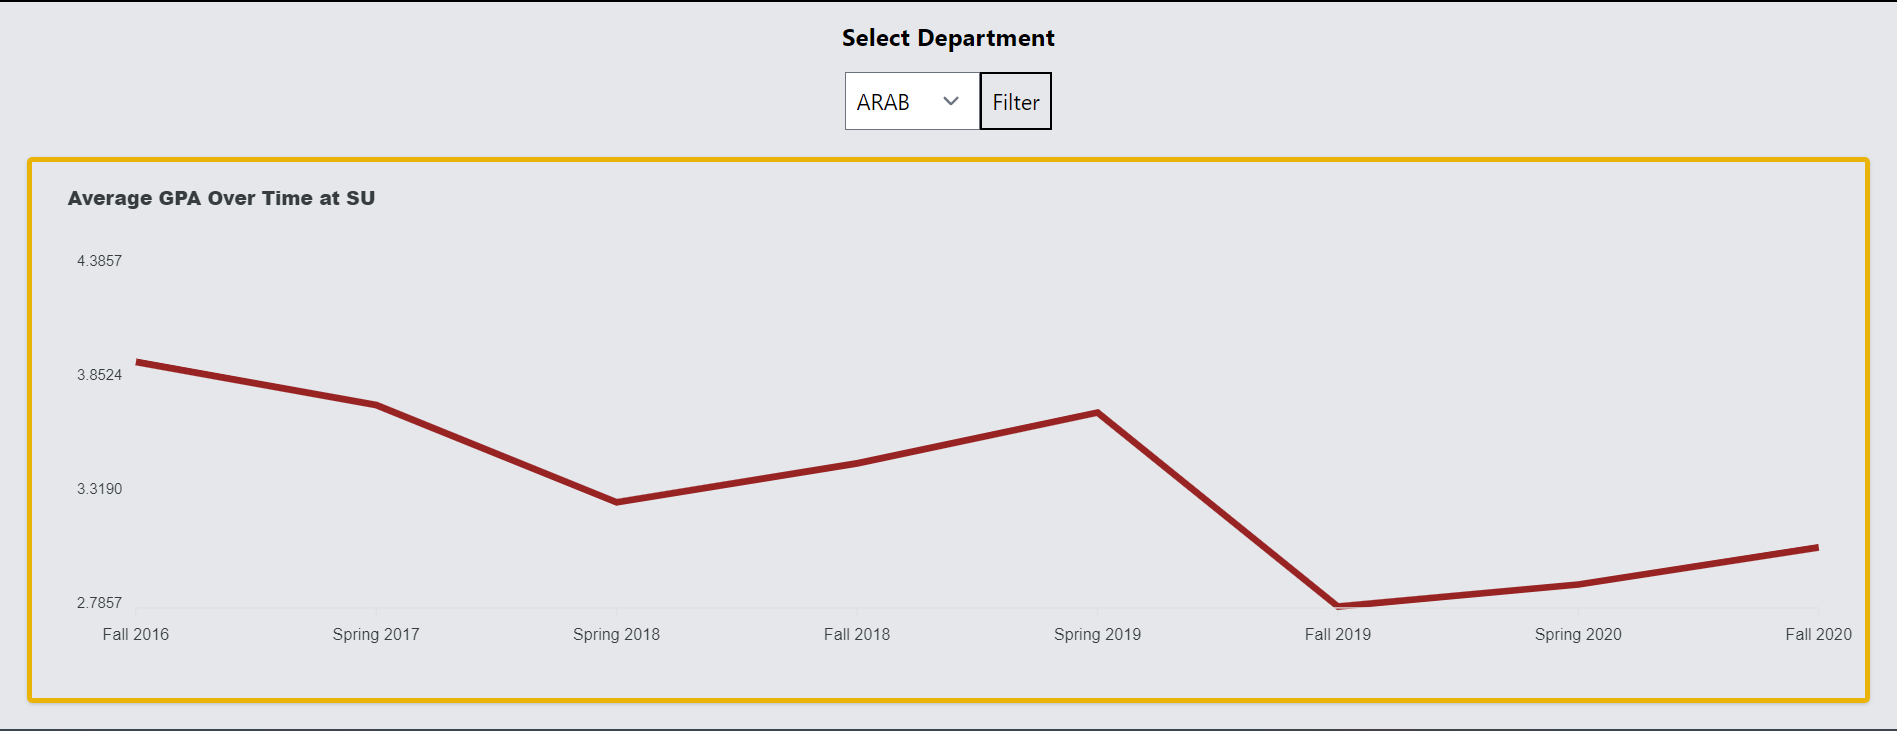 Select Department
ARAB
Filter
Average GPA Over Time at SU
4.3857
3.8524
3.3190
2.7857
Fall 2016
Spring 2017
Spring 2018
Fall 2018
Spring 2019
Fall 2019
Spring 2020
Fall 2020